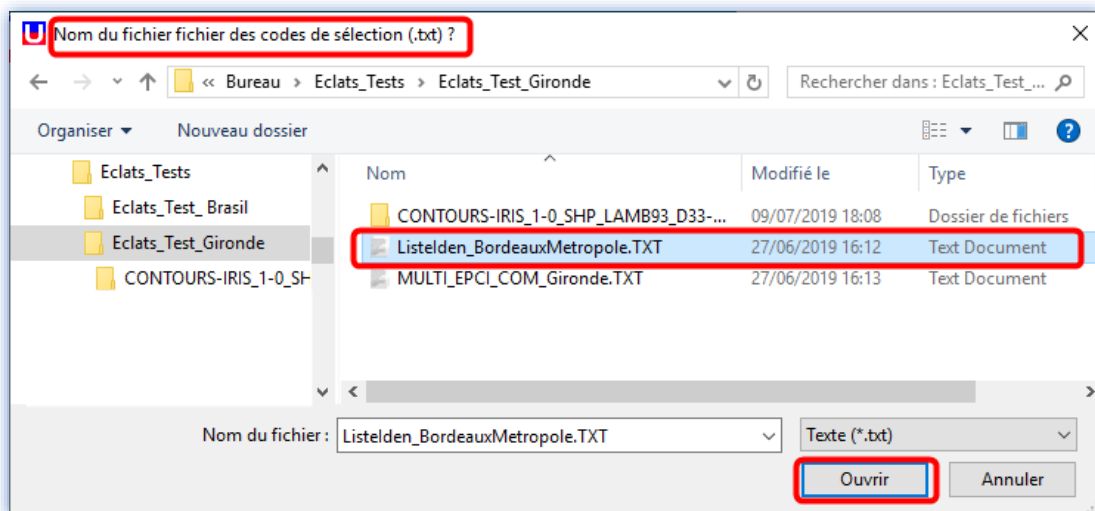 U Nom du fichier fichier des codes de sélection (.txt) ?
« Bureau > Eclats_Tests > Eclats_Test_Gironde Rechercher dans : Eclats_Test_...
Organiser Nouveau dossier ?
Eclats_Tests Nom Modifié le Type
Eclats_Test_ Brasil CONTOURS-IRIS_1-0_SHP_LAMB93_D33-... 09/07/2019 18:08 Dossier de fichiers
Eclats_Test_Gironde ListeIden_BordeauxMetropole.TXT 27/06/2019 16:12 Text Document
CONTOURS-IRIS_1-0_SH MULTI_EPCI_COM_Gironde.TXT 27/06/2019 16:13 Text Document
Nom du fichier : ListeIden_BordeauxMetropole.TXT Texte (*.txt)
Ouvrir Annuler